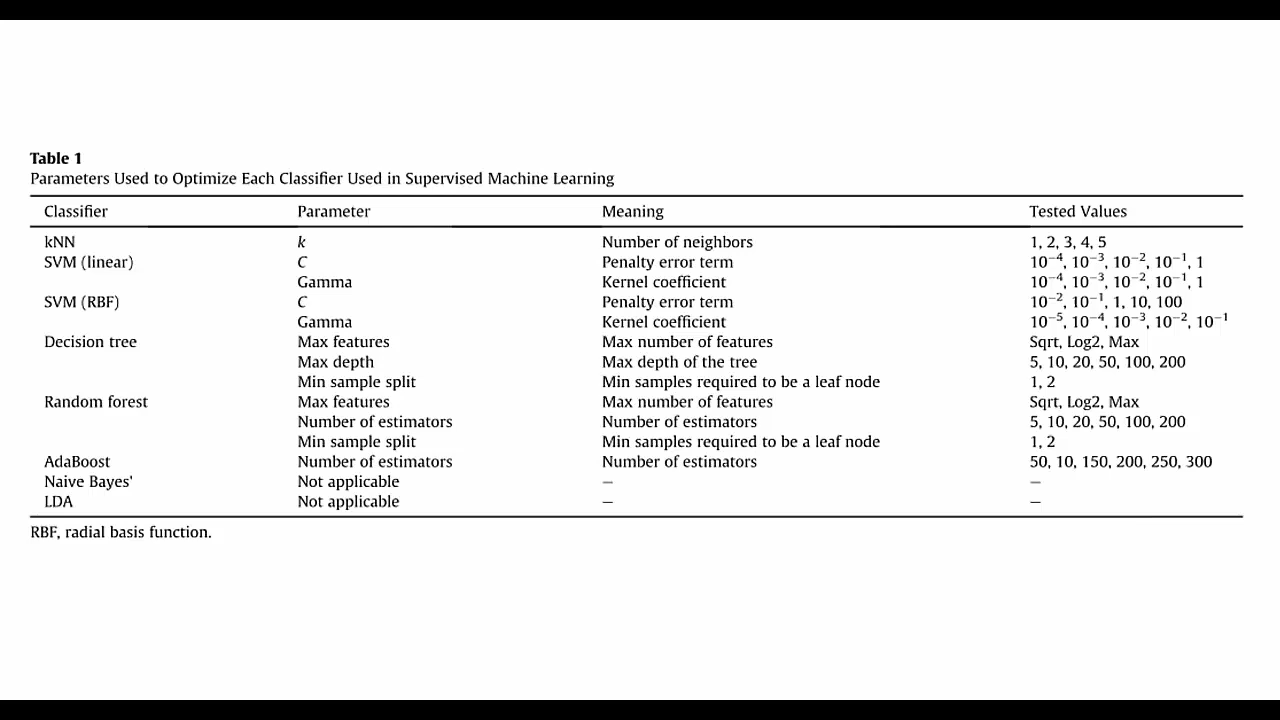 Table 1
Parameters Used to Optimize Each Classifier Used in Supervised Machine Learning
Classifier Parameter Meaning Tested Values
kNN k Number of neighbors 1, 2, 3, 4, 5
SVM (linear) C Penalty error term 10⁻⁴, 10⁻³, 10⁻², 10⁻¹, 1
Gamma Kernel coefficient 10⁻⁴, 10⁻³, 10⁻², 10⁻¹, 1
SVM (RBF) C Penalty error term 10⁻², 10⁻¹, 1, 10, 100
Gamma Kernel coefficient 10⁻⁵, 10⁻⁴, 10⁻³, 10⁻², 10⁻¹
Decision tree Max features Max number of features Sqrt, Log2, Max
Max depth Max depth of the tree 5, 10, 20, 50, 100, 200
Min sample split Min samples required to be a leaf node 1, 2
Random forest Max features Max number of features Sqrt, Log2, Max
Number of estimators Number of estimators 5, 10, 20, 50, 100, 200
Min sample split Min samples required to be a leaf node 1, 2
AdaBoost Number of estimators Number of estimators 50, 10, 150, 200, 250, 300
Naive Bayes' Not applicable — —
LDA Not applicable — —
RBF, radial basis function.